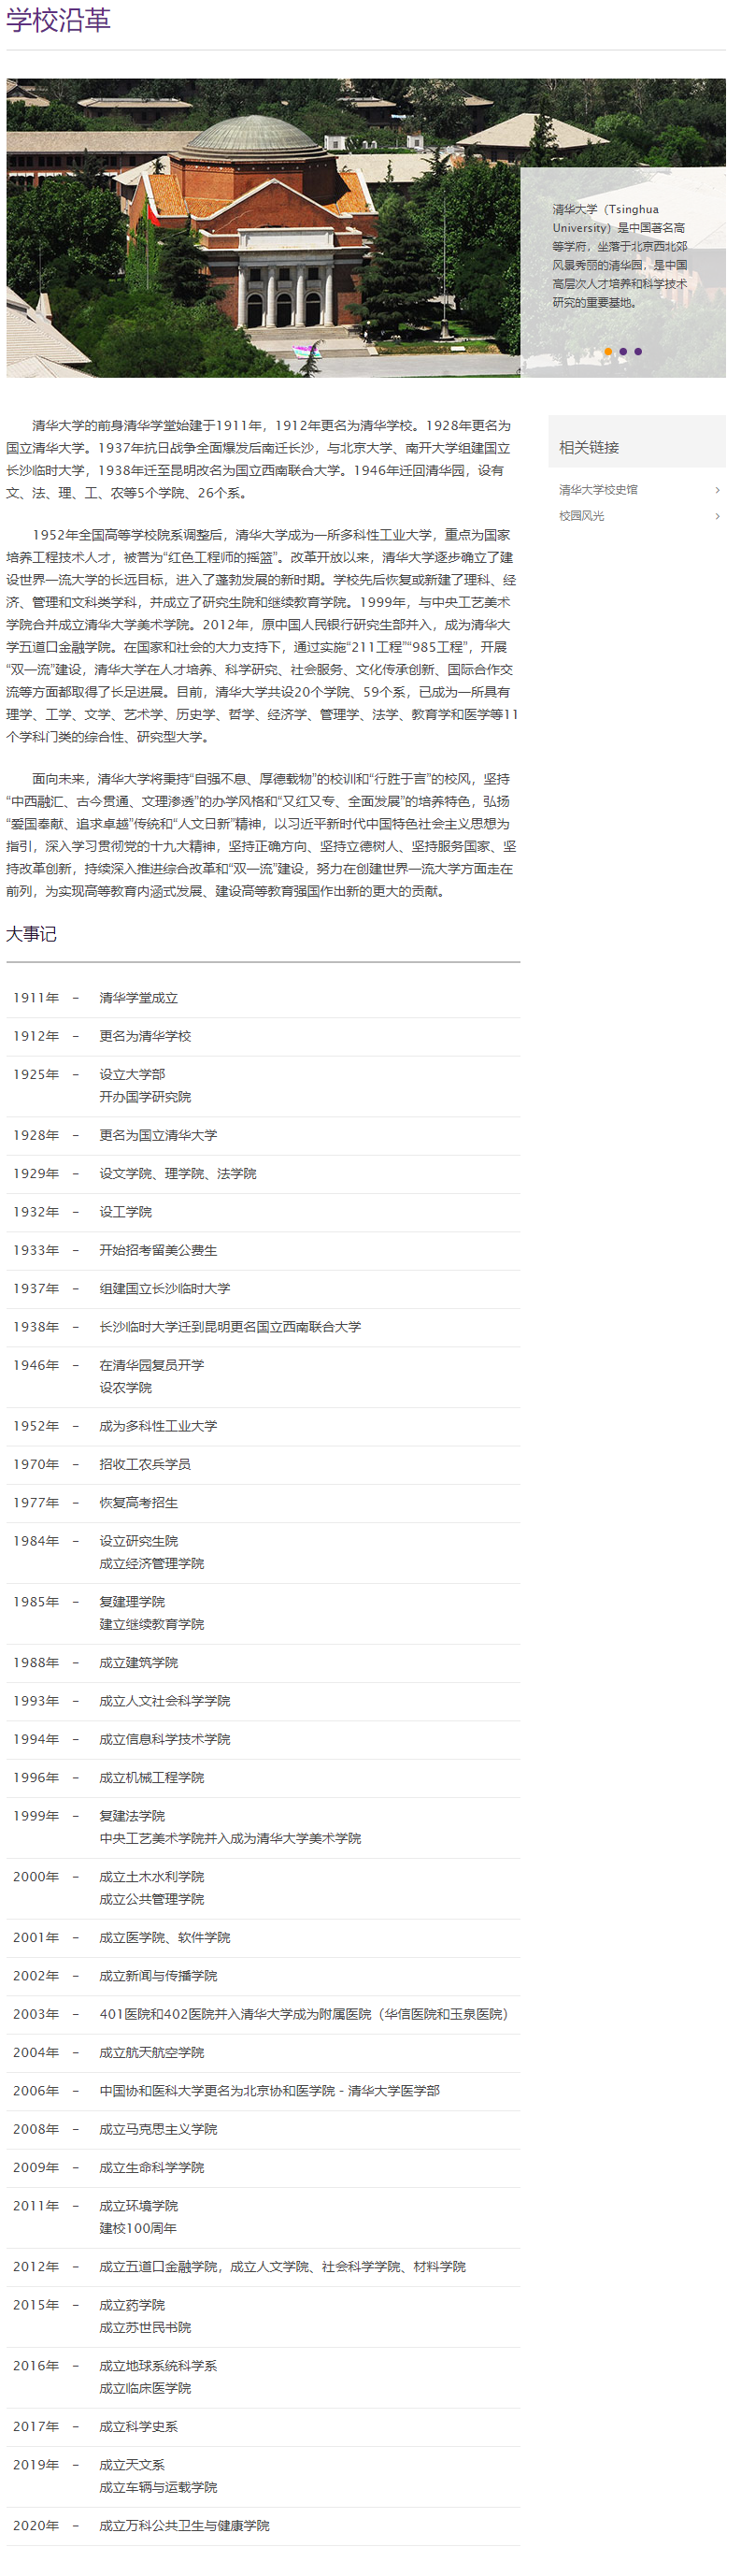 学校沿革
清华大学（Tsinghua
University）是中国著名高
等学府，坐落于北京西北郊
风景秀丽的清华园，是中国
高层次人才培养和科学技术
研究的重要基地。
清华大学的前身清华学堂始建于1911年，1912年更名为清华学校。1928年更名为
国立清华大学。1937年抗日战争全面爆发后南迁长沙，与北京大学、南开大学组建国立
长沙临时大学，1938年迁至昆明改名为国立西南联合大学。1946年迁回清华园，设有
文、法、理、工、农等5个学院、26个系。
1952年全国高等学校院系调整后，清华大学成为一所多科性工业大学，重点为国家
培养工程技术人才，被誉为“红色工程师的摇篮”。改革开放以来，清华大学逐步确立了建
设世界一流大学的长远目标，进入了蓬勃发展的新时期。学校先后恢复或新建了理科、经
济、管理和文科类学科，并成立了研究生院和继续教育学院。1999年，与中央工艺美术
学院合并成立清华大学美术学院。2012年，原中国人民银行研究生部并入，成为清华大
学五道口金融学院。在国家和社会的大力支持下，通过实施“211工程”“985工程”，开展
“双一流”建设，清华大学在人才培养、科学研究、社会服务、文化传承创新、国际合作交
流等方面都取得了长足进展。目前，清华大学共设20个学院、59个系，已成为一所具有
理学、工学、文学、艺术学、历史学、哲学、经济学、管理学、法学、教育学和医学等11
个学科门类的综合性、研究型大学。
面向未来，清华大学将秉持“自强不息、厚德载物”的校训和“行胜于言”的校风，坚持
“中西融汇、古今贯通、文理渗透”的办学风格和“又红又专、全面发展”的培养特色，弘扬
“爱国奉献、追求卓越”传统和“人文日新”精神，以习近平新时代中国特色社会主义思想为
指引，深入学习贯彻党的十九大精神，坚持正确方向、坚持立德树人、坚持服务国家、坚
持改革创新，持续深入推进综合改革和“双一流”建设，努力在创建世界一流大学方面走在
前列，为实现高等教育内涵式发展、建设高等教育强国作出新的更大的贡献。
相关链接
清华大学校史馆 ›
校园风光 ›
大事记
1911年 – 清华学堂成立
1912年 – 更名为清华学校
1925年 – 设立大学部
开办国学研究院
1928年 – 更名为国立清华大学
1929年 – 设文学院、理学院、法学院
1932年 – 设工学院
1933年 – 开始招考留美公费生
1937年 – 组建国立长沙临时大学
1938年 – 长沙临时大学迁到昆明更名国立西南联合大学
1946年 – 在清华园复员开学
设农学院
1952年 – 成为多科性工业大学
1970年 – 招收工农兵学员
1977年 – 恢复高考招生
1984年 – 设立研究生院
成立经济管理学院
1985年 – 复建理学院
建立继续教育学院
1988年 – 成立建筑学院
1993年 – 成立人文社会科学学院
1994年 – 成立信息科学技术学院
1996年 – 成立机械工程学院
1999年 – 复建法学院
中央工艺美术学院并入成为清华大学美术学院
2000年 – 成立土木水利学院
成立公共管理学院
2001年 – 成立医学院、软件学院
2002年 – 成立新闻与传播学院
2003年 – 401医院和402医院并入清华大学成为附属医院（华信医院和玉泉医院）
2004年 – 成立航天航空学院
2006年 – 中国协和医科大学更名为北京协和医学院 - 清华大学医学部
2008年 – 成立马克思主义学院
2009年 – 成立生命科学学院
2011年 – 成立环境学院
建校100周年
2012年 – 成立五道口金融学院，成立人文学院、社会科学学院、材料学院
2015年 – 成立药学院
成立苏世民书院
2016年 – 成立地球系统科学系
成立临床医学院
2017年 – 成立科学史系
2019年 – 成立天文系
成立车辆与运载学院
2020年 – 成立万科公共卫生与健康学院